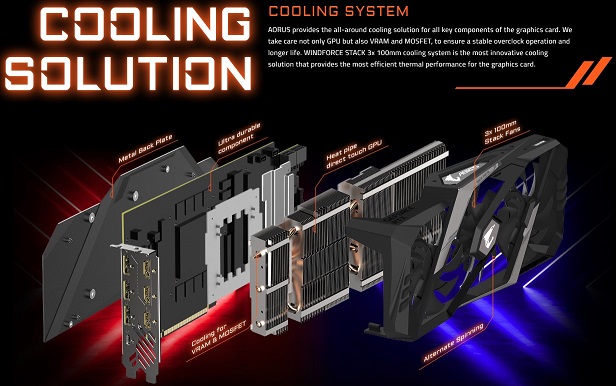 COOLING
SOLUTION
COOLING SYSTEM
AORUS provides the all-around cooling solution for all key components of the graphics card. We
take care not only GPU but also VRAM and MOSFET, to ensure a stable overclock operation and
longer life. WINDFORCE STACK 3x 100mm cooling system is the most innovative cooling
solution that provides the most efficient thermal performance for the graphics card.
Metal Back Plate
Ultra durable
component
Heat pipe
direct touch GPU
3x 100mm
Stack Fans
Cooling for
VRAM & MOSFET
Alternate Spinning